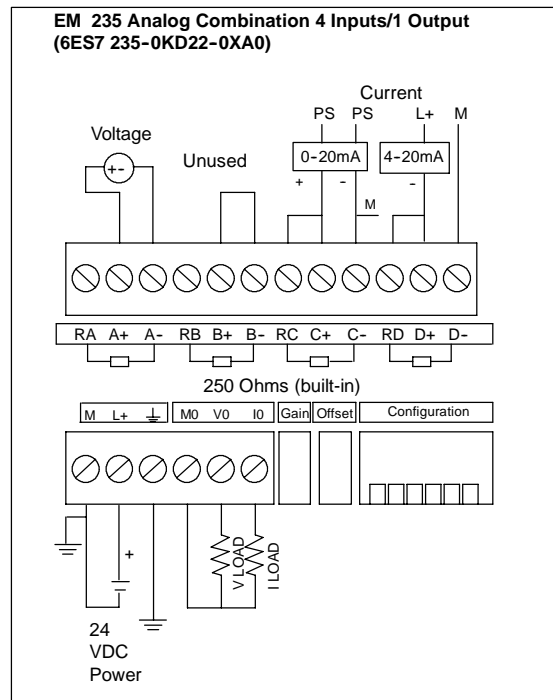 EM 235 Analog Combination 4 Inputs/1 Output
(6ES7 235-0KD22-0XA0)
Current
PS PS L+ M
Voltage
Unused
0-20mA 4-20mA
+-
+ - -
M
RA A+ A- RB B+ B- RC C+ C- RD D+ D-
250 Ohms (built-in)
M L+ M0 V0 I0 Gain Offset Configuration
+
V LOAD
I LOAD
24
VDC
Power